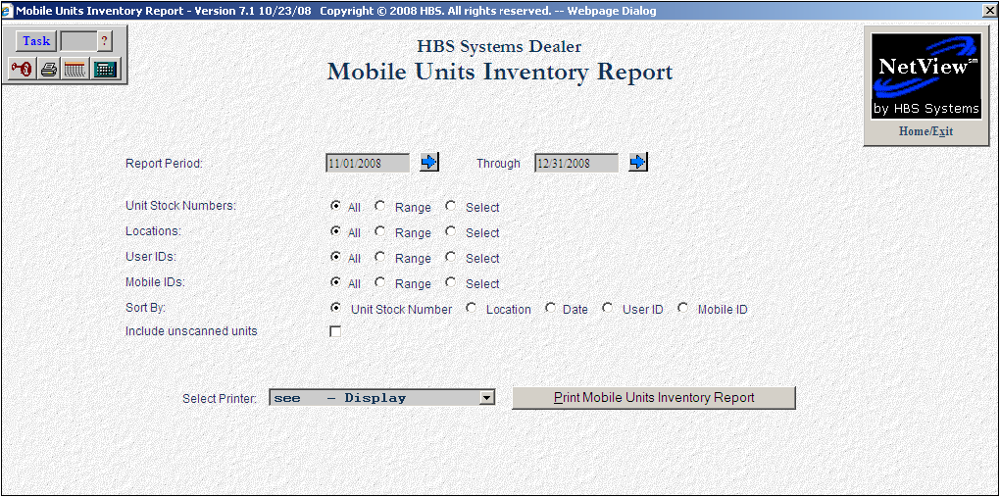 Mobile Units Inventory Report - Version 7.1 10/23/08 Copyright © 2008 HBS. All rights reserved. -- Webpage Dialog
Task ?
HBS Systems Dealer
Mobile Units Inventory Report
NetView℠
by HBS Systems
Home/Exit
Report Period: 11/01/2008 Through 12/31/2008
Unit Stock Numbers: All Range Select
Locations: All Range Select
User IDs: All Range Select
Mobile IDs: All Range Select
Sort By: Unit Stock Number Location Date User ID Mobile ID
Include unscanned units
Select Printer: see - Display Print Mobile Units Inventory Report